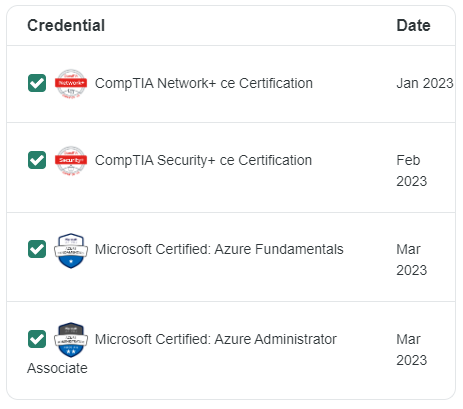 Credential Date
Network+
CompTIA Network+ ce Certification Jan 2023
Security+
CompTIA Security+ ce Certification Feb
2023
Microsoft Certified: Azure Fundamentals Mar
2023
Microsoft Certified: Azure Administrator Mar
2023
Associate